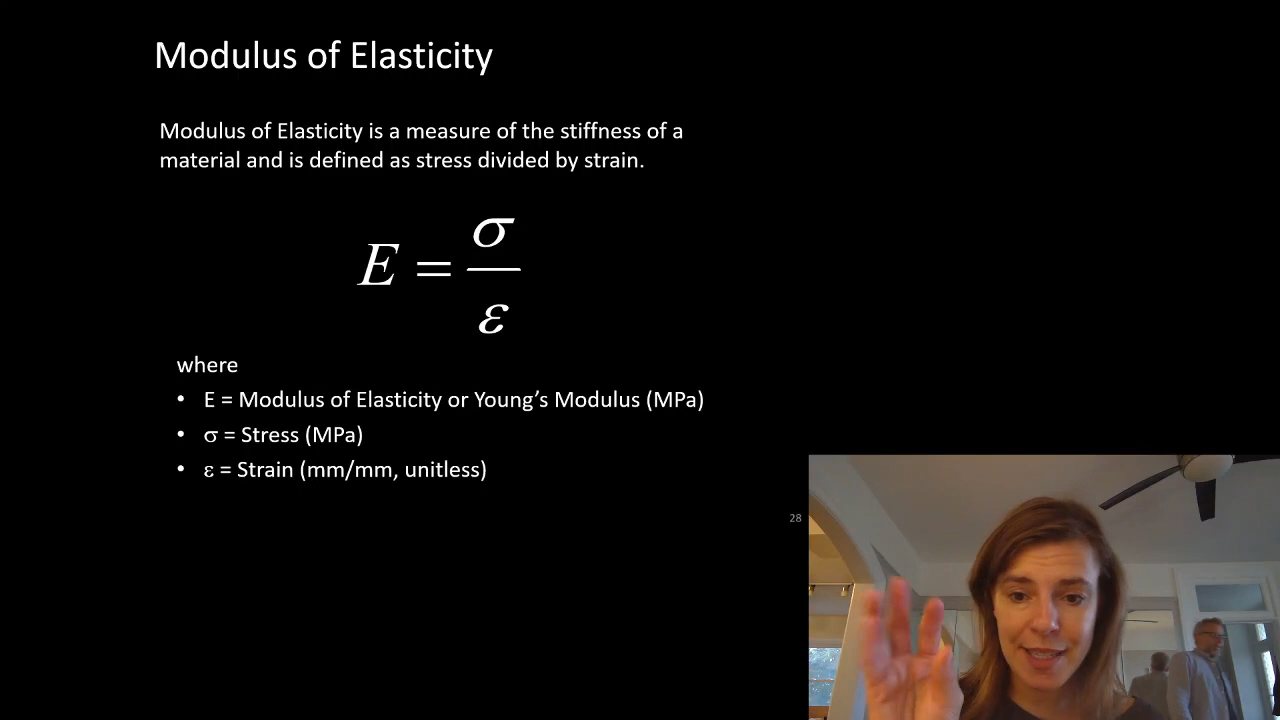 Modulus of Elasticity
Modulus of Elasticity is a measure of the stiffness of a
material and is defined as stress divided by strain.
E = σ / ε
where
• E = Modulus of Elasticity or Young’s Modulus (MPa)
• σ = Stress (MPa)
• ε = Strain (mm/mm, unitless)
28